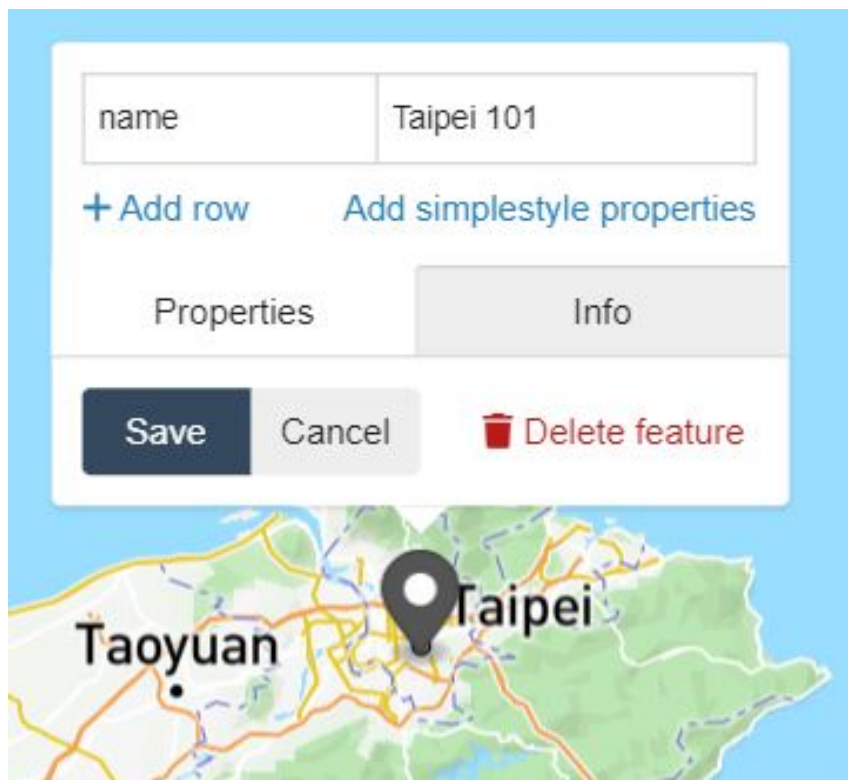 name Taipei 101
+ Add row Add simplestyle properties
Properties Info
Save Cancel Delete feature
Taipei
Taoyuan